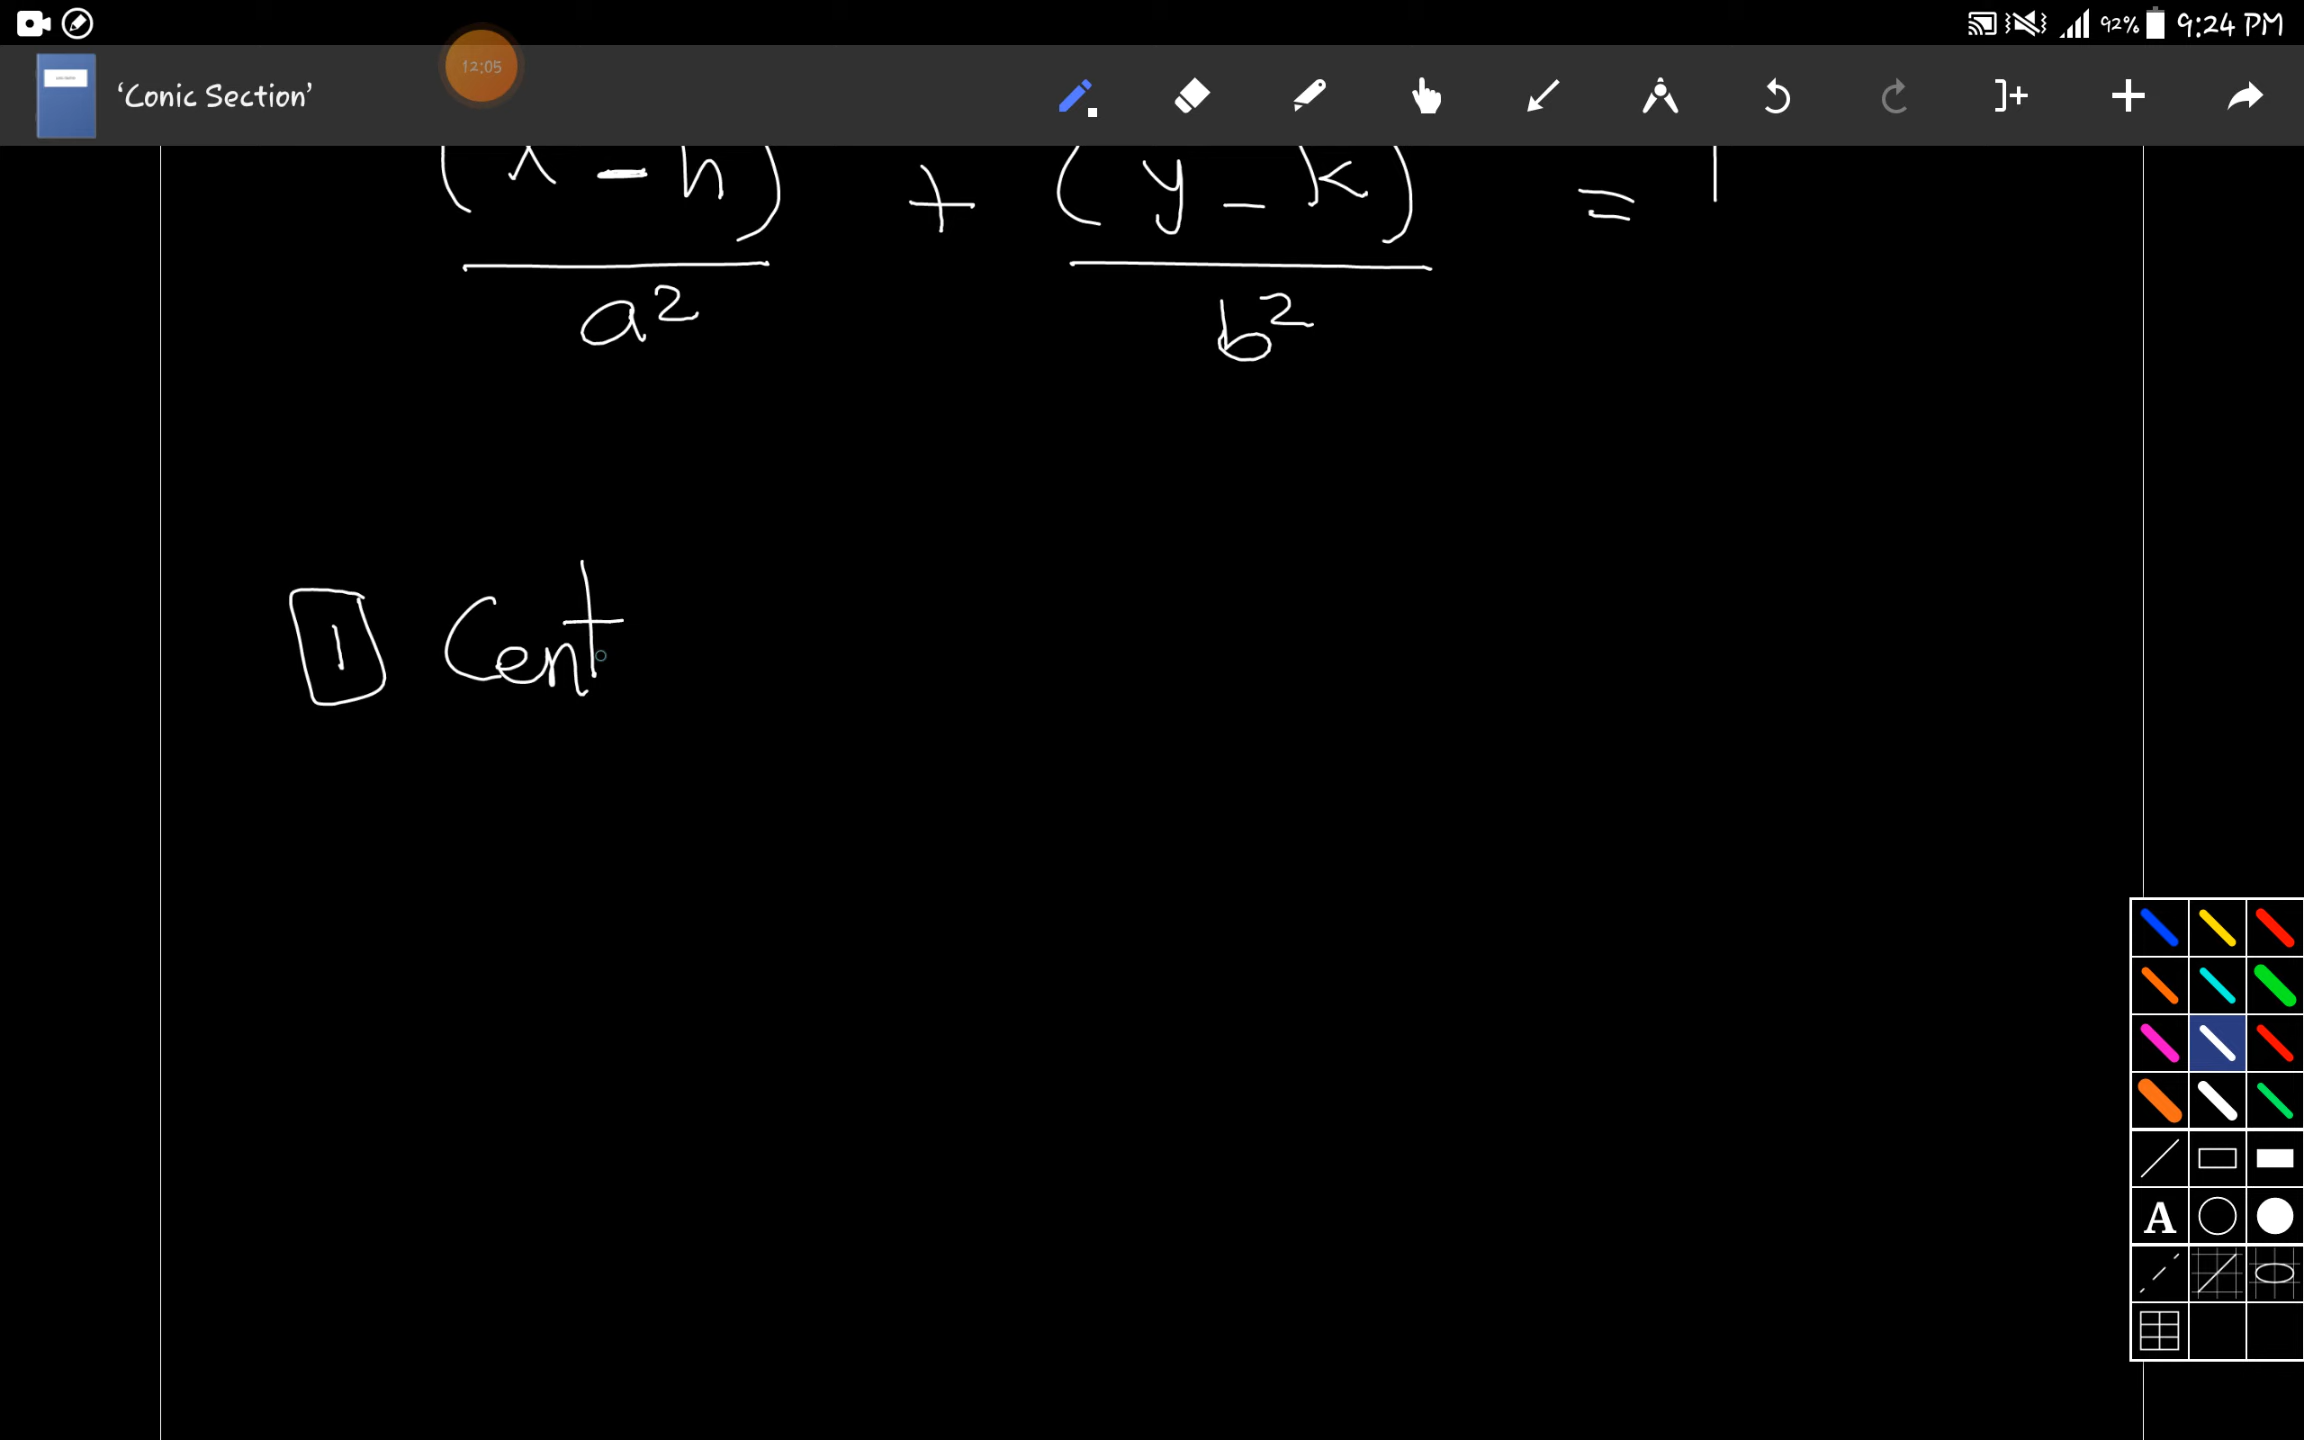 92% 9:24 PM
'Conic Section' 12:05
(x - h) + (y - k) = 1
a² b²
1 Cent
A